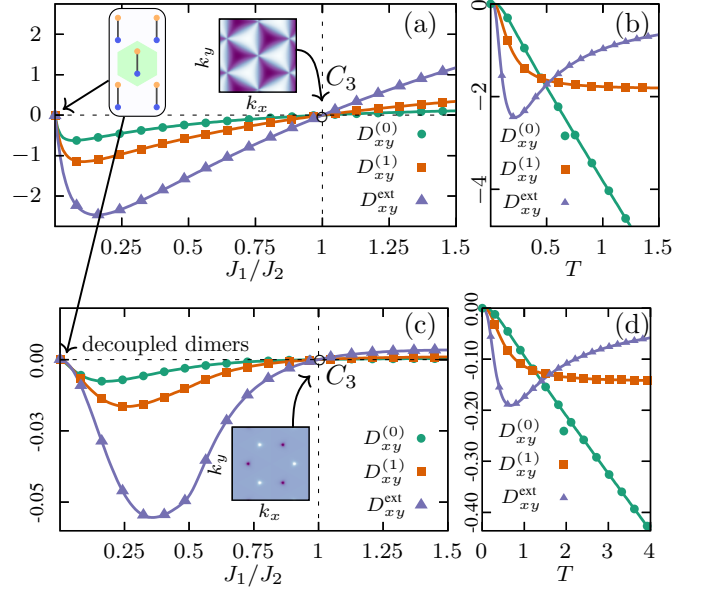 (a)
2
1
0
−1
−2
k_y
k_x
C_3
D_{xy}^{(0)}
D_{xy}^{(1)}
D_{xy}^{ext}
0.25
0.5
0.75
1
1.25
1.5
J_1/J_2
(b)
0
−2
−4
D_{xy}^{(0)}
D_{xy}^{(1)}
D_{xy}^{ext}
0.5
1
1.5
T
(c)
decoupled dimers
0.00
-0.03
-0.05
C_3
k_y
k_x
D_{xy}^{(0)}
D_{xy}^{(1)}
D_{xy}^{ext}
0.25
0.5
0.75
1
1.25
1.5
J_1/J_2
(d)
0.00
-0.10
-0.20
-0.30
-0.40
D_{xy}^{(0)}
D_{xy}^{(1)}
D_{xy}^{ext}
0
1
2
3
4
T